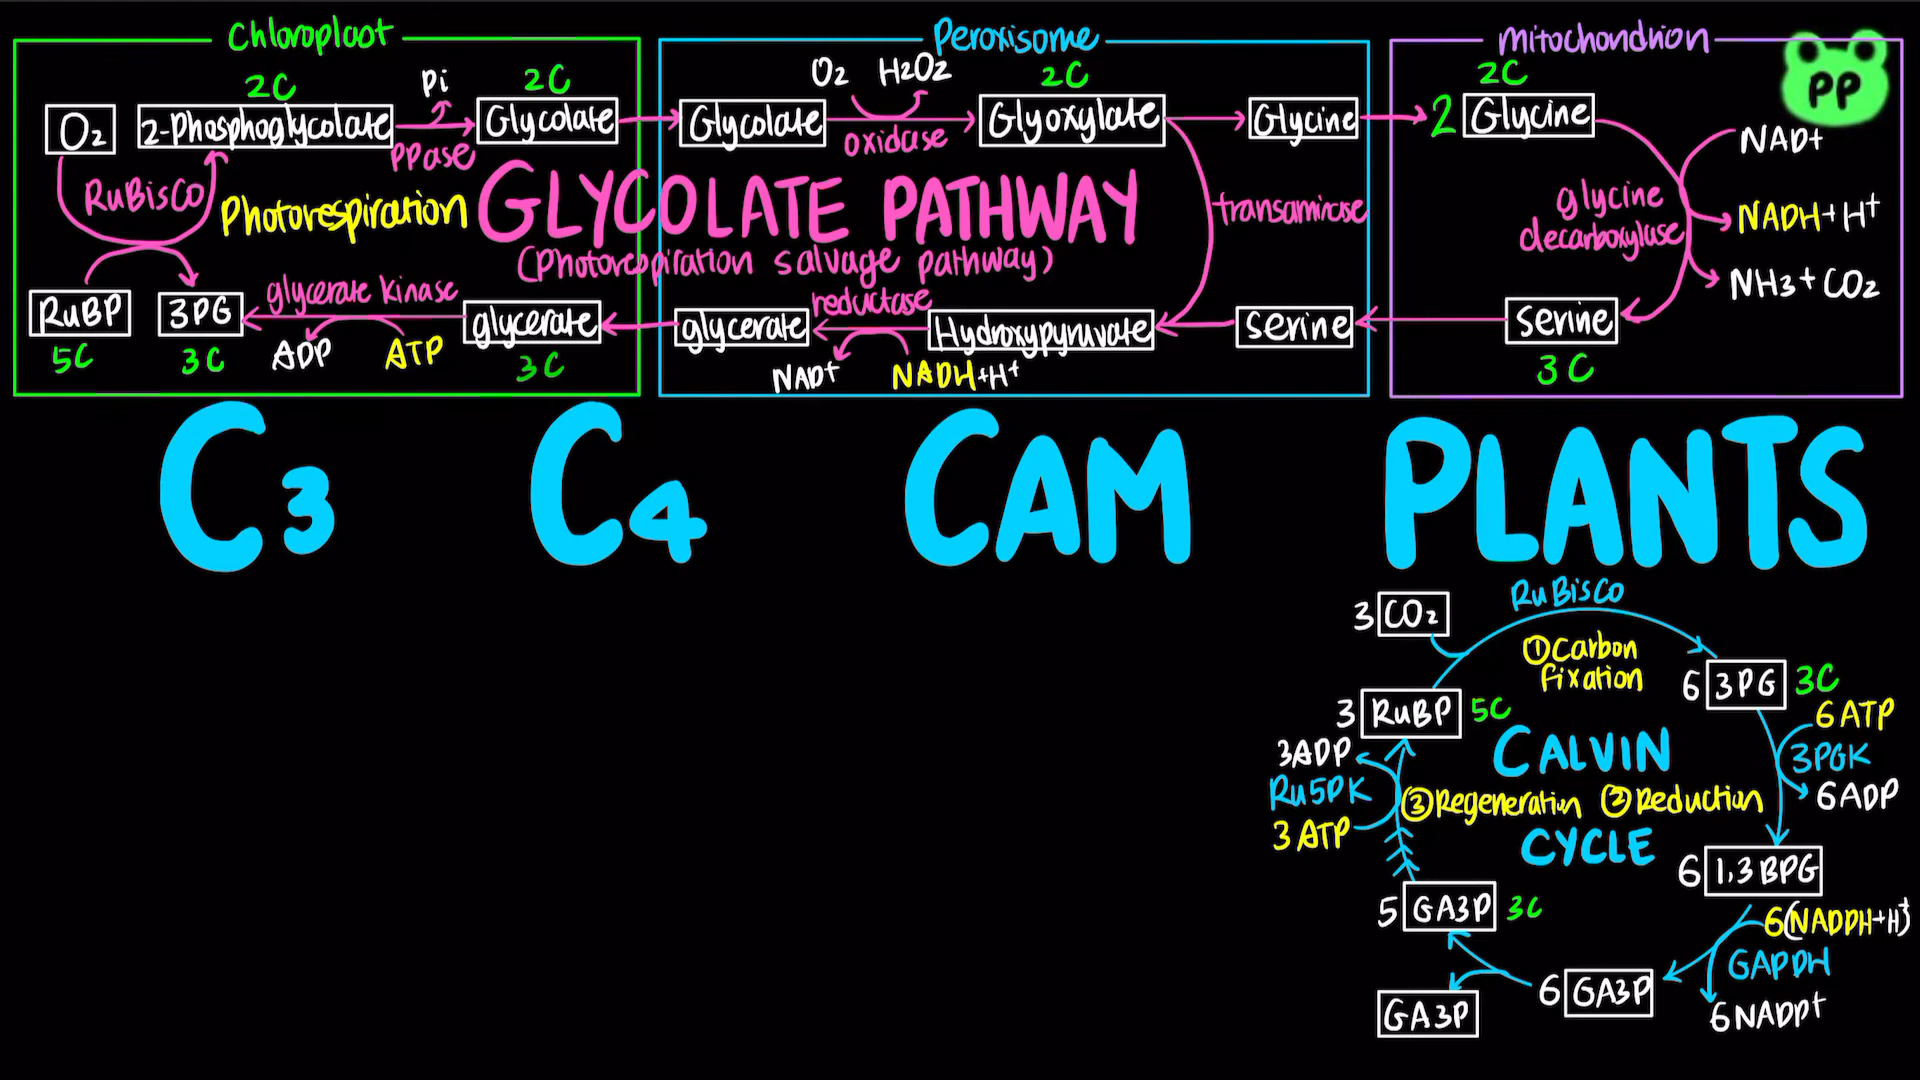 Chloroplast
Peroxisome
Mitochondrion
PP
2C
Pi
2C
O2
H2O2
2C
2C
O2
2-Phosphoglycolate
PPase
Glycolate
Glycolate
oxidase
Glyoxylate
Glycine
2 Glycine
NAD+
RuBisCo
Photorespiration
GLYCOLATE PATHWAY
(Photorespiration salvage pathway)
transaminase
glycine
decarboxylase
NADH+H+
NH3+CO2
RuBP
5C
3PG
3C
glycerate kinase
ADP
ATP
glycerate
3C
glycerate
reductase
NAD+
NADH+H+
Hydroxypyruvate
serine
serine
3C
C3 C4 CAM PLANTS
3 CO2
RuBisCo
①Carbon
fixation
6 3PG 3C
3 RuBP 5C
6ATP
3PGK
6ADP
CALVIN
3ADP
Ru5PK
3ATP
③Regeneration ②Reduction
CYCLE
6 1,3BPG
5 GA3P 3C
6(NADPH+H+)
GAPDH
6NADP+
6 GA3P
GA3P